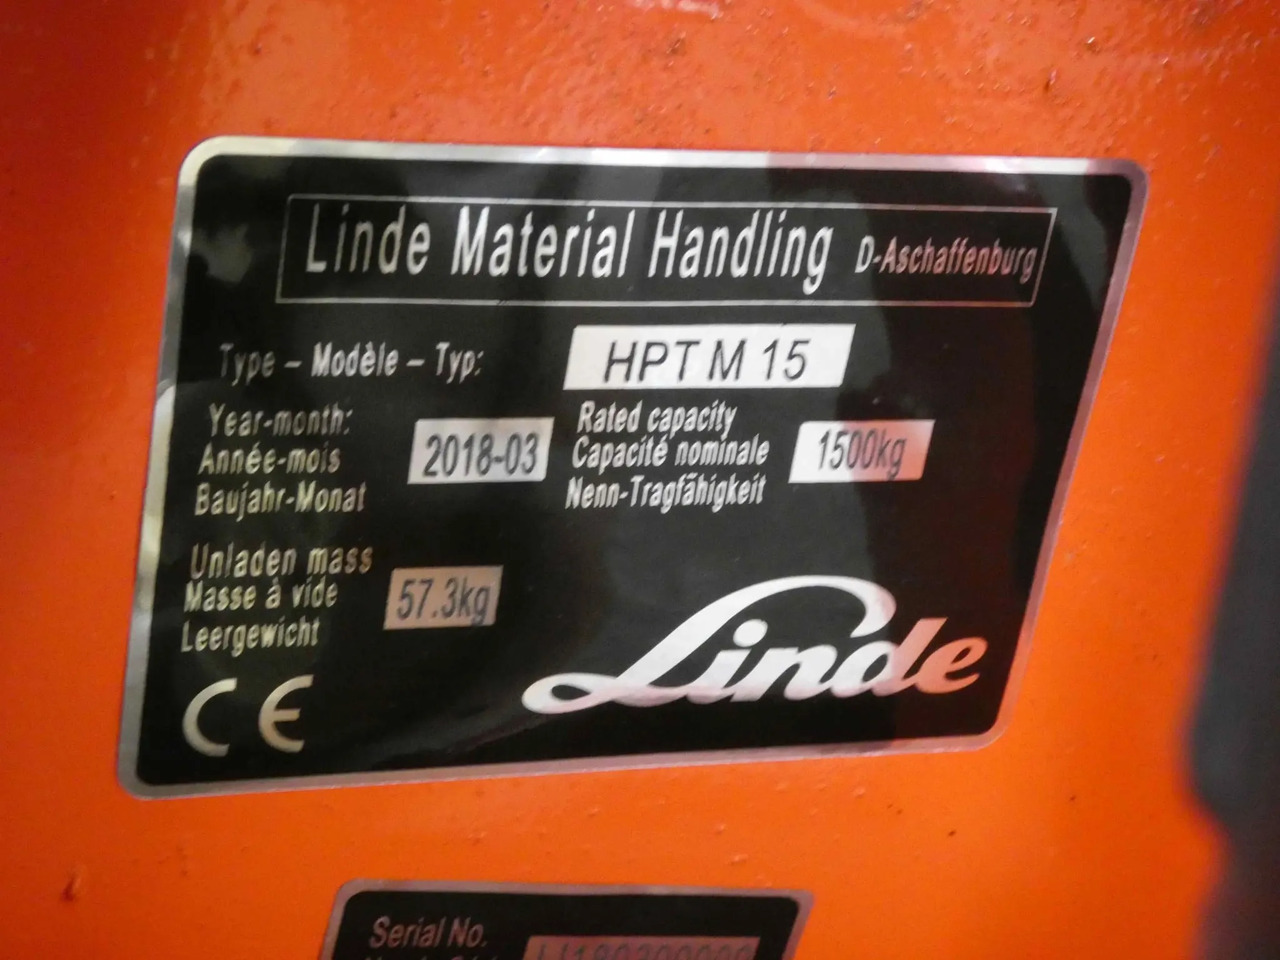 Linde Material Handling D-Aschaffenburg
Type - Modèle - Typ: HPT M 15
Year-month:
Année-mois 2018-03
Baujahr-Monat
Rated capacity
Capacité nominale 1500kg
Nenn-Tragfähigkeit
Unladen mass
Masse à vide 57.3kg
Leergewicht
CE
Linde
Serial No.